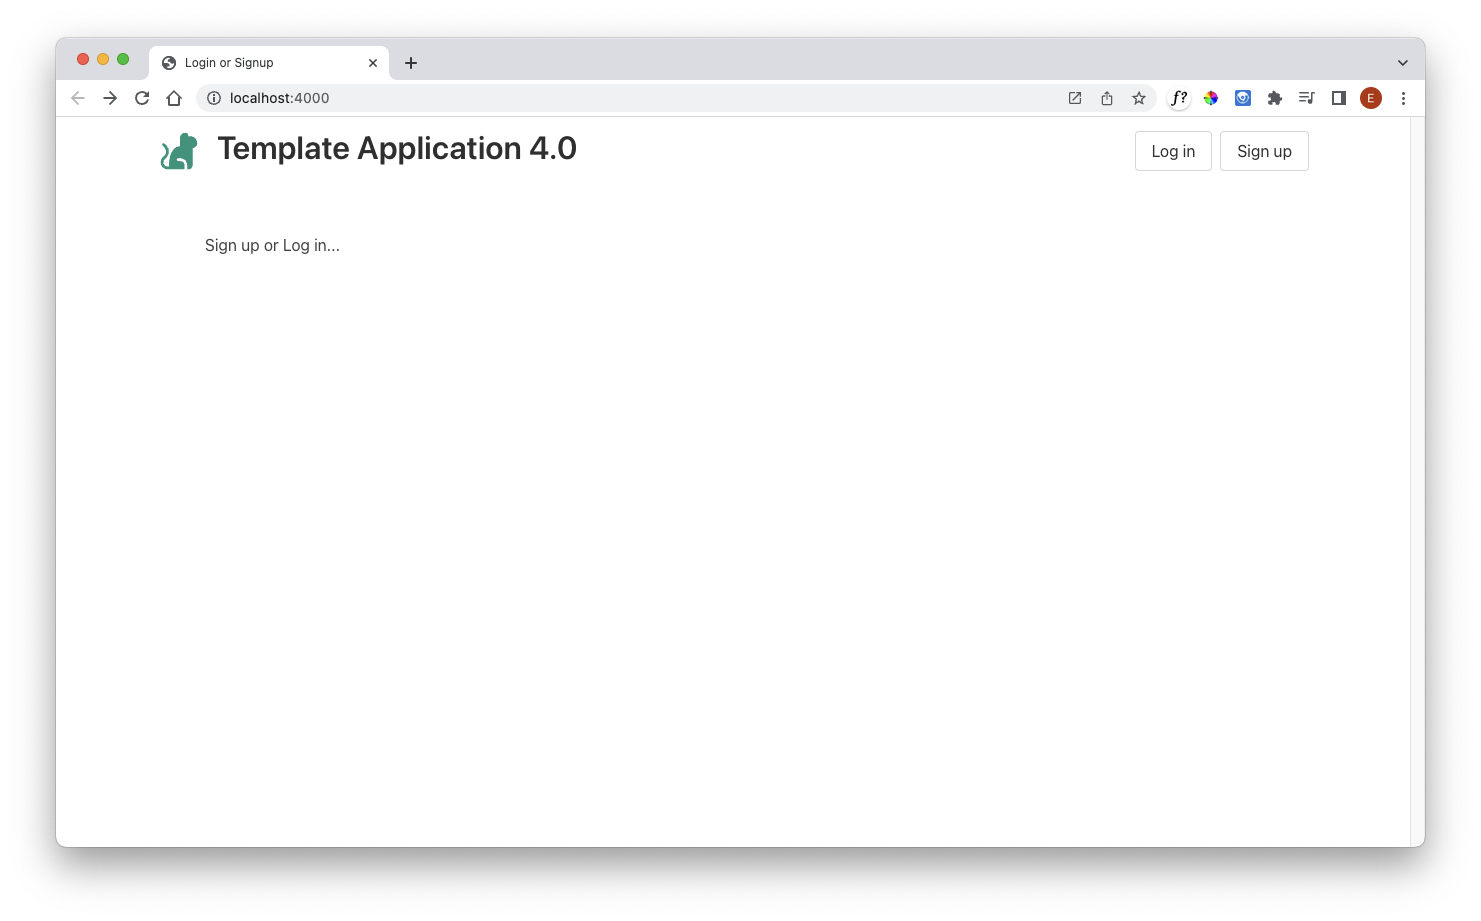 Login or Signup
localhost:4000
f?
E
Template Application 4.0
Log in
Sign up
Sign up or Log in...